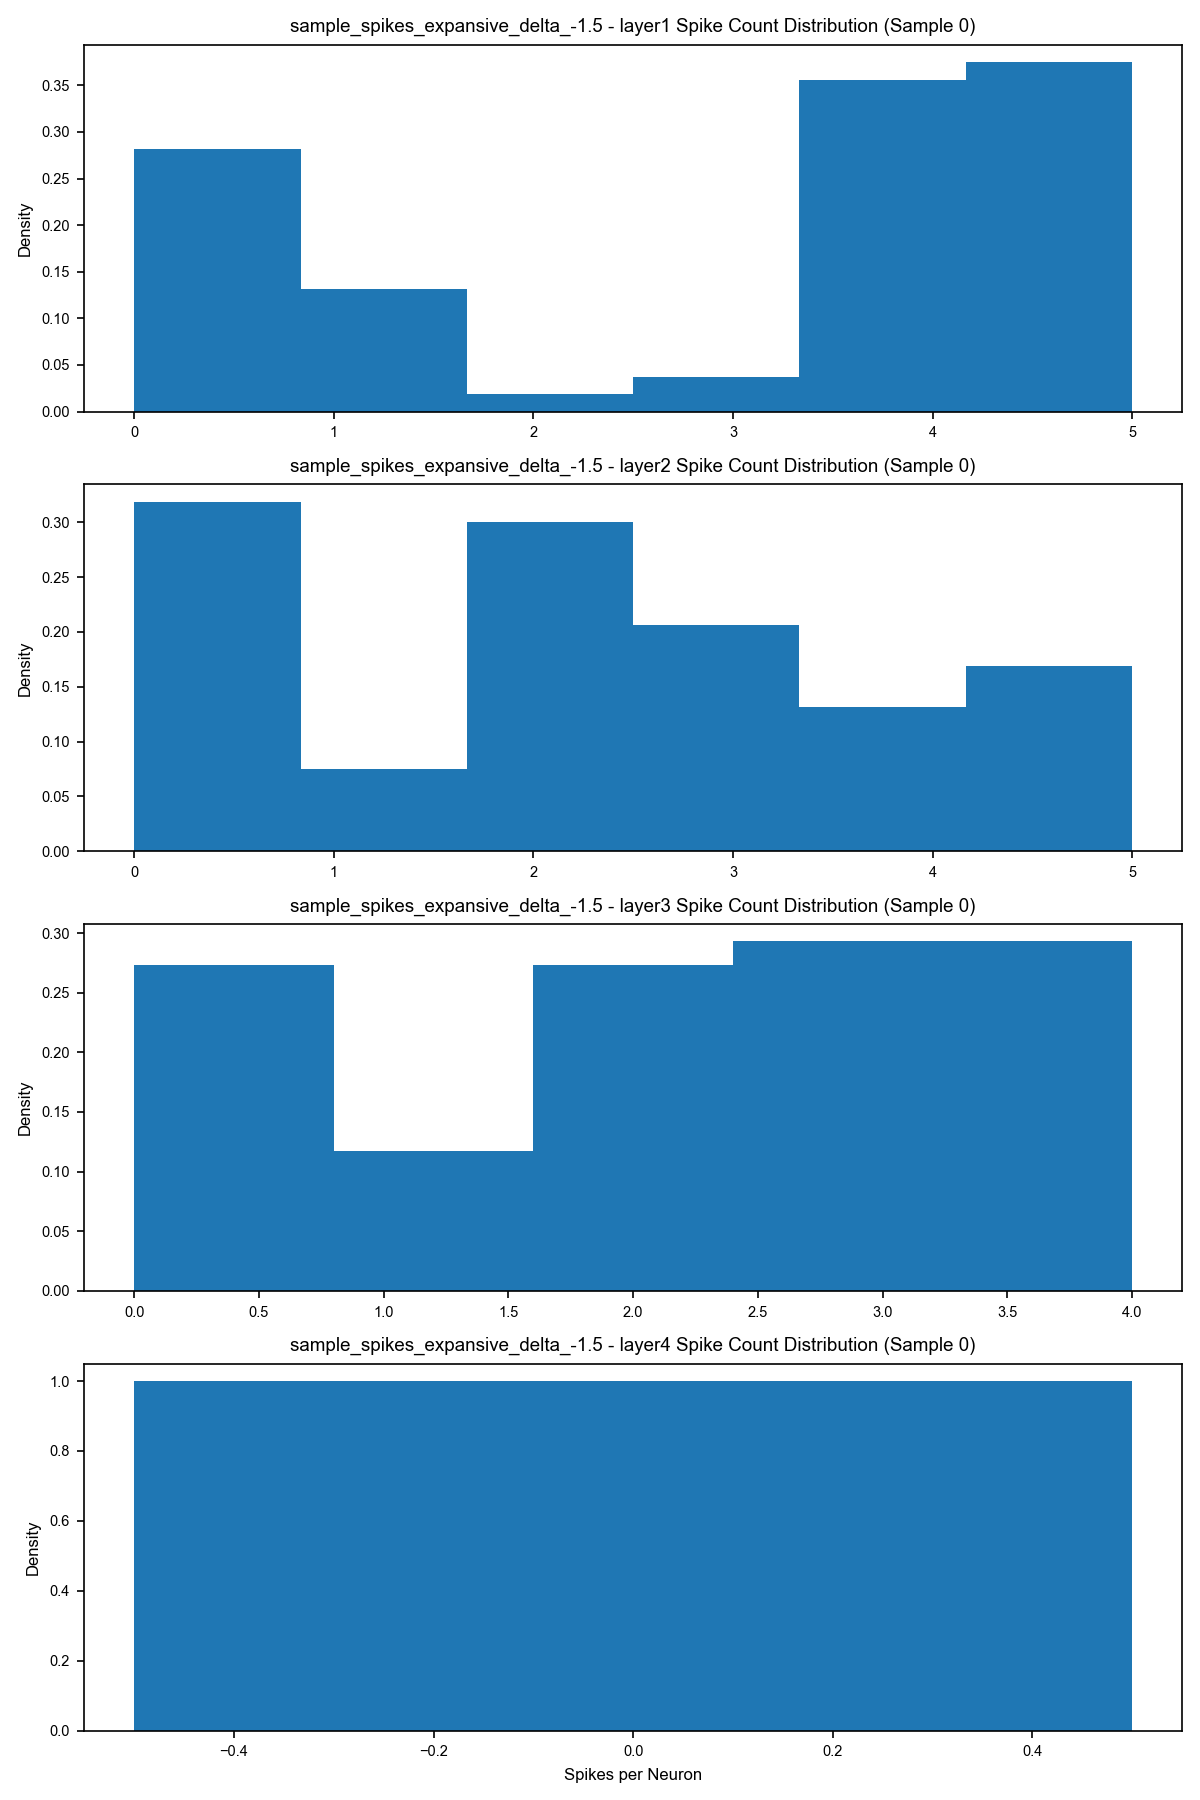 sample_spikes_expansive_delta_-1.5 - layer1 Spike Count Distribution (Sample 0)
0.35
0.30
0.25
0.20
0.15
0.10
0.05
0.00
Density
0 1 2 3 4 5
sample_spikes_expansive_delta_-1.5 - layer2 Spike Count Distribution (Sample 0)
0.30
0.25
0.20
0.15
0.10
0.05
0.00
Density
0 1 2 3 4 5
sample_spikes_expansive_delta_-1.5 - layer3 Spike Count Distribution (Sample 0)
0.30
0.25
0.20
0.15
0.10
0.05
0.00
Density
0.0 0.5 1.0 1.5 2.0 2.5 3.0 3.5 4.0
sample_spikes_expansive_delta_-1.5 - layer4 Spike Count Distribution (Sample 0)
1.0
0.8
0.6
0.4
0.2
0.0
Density
−0.4 −0.2 0.0 0.2 0.4
Spikes per Neuron